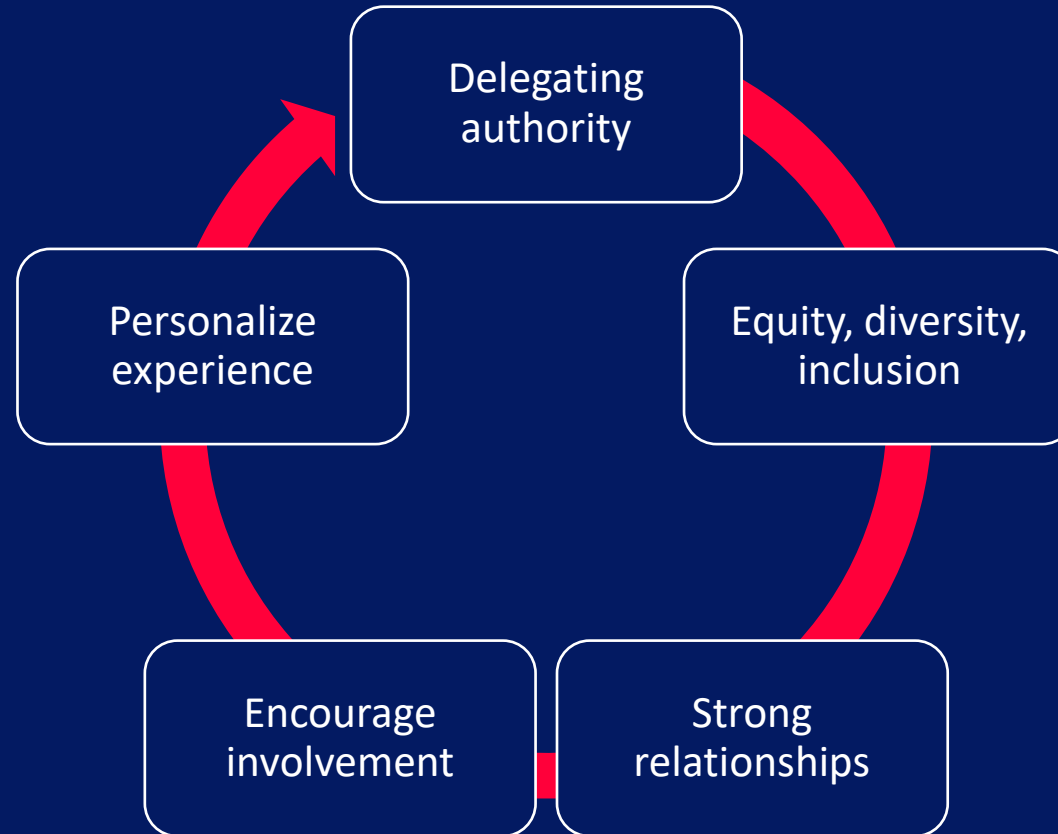 Delegating
authority
Equity, diversity,
inclusion
Strong
relationships
Encourage
involvement
Personalize
experience